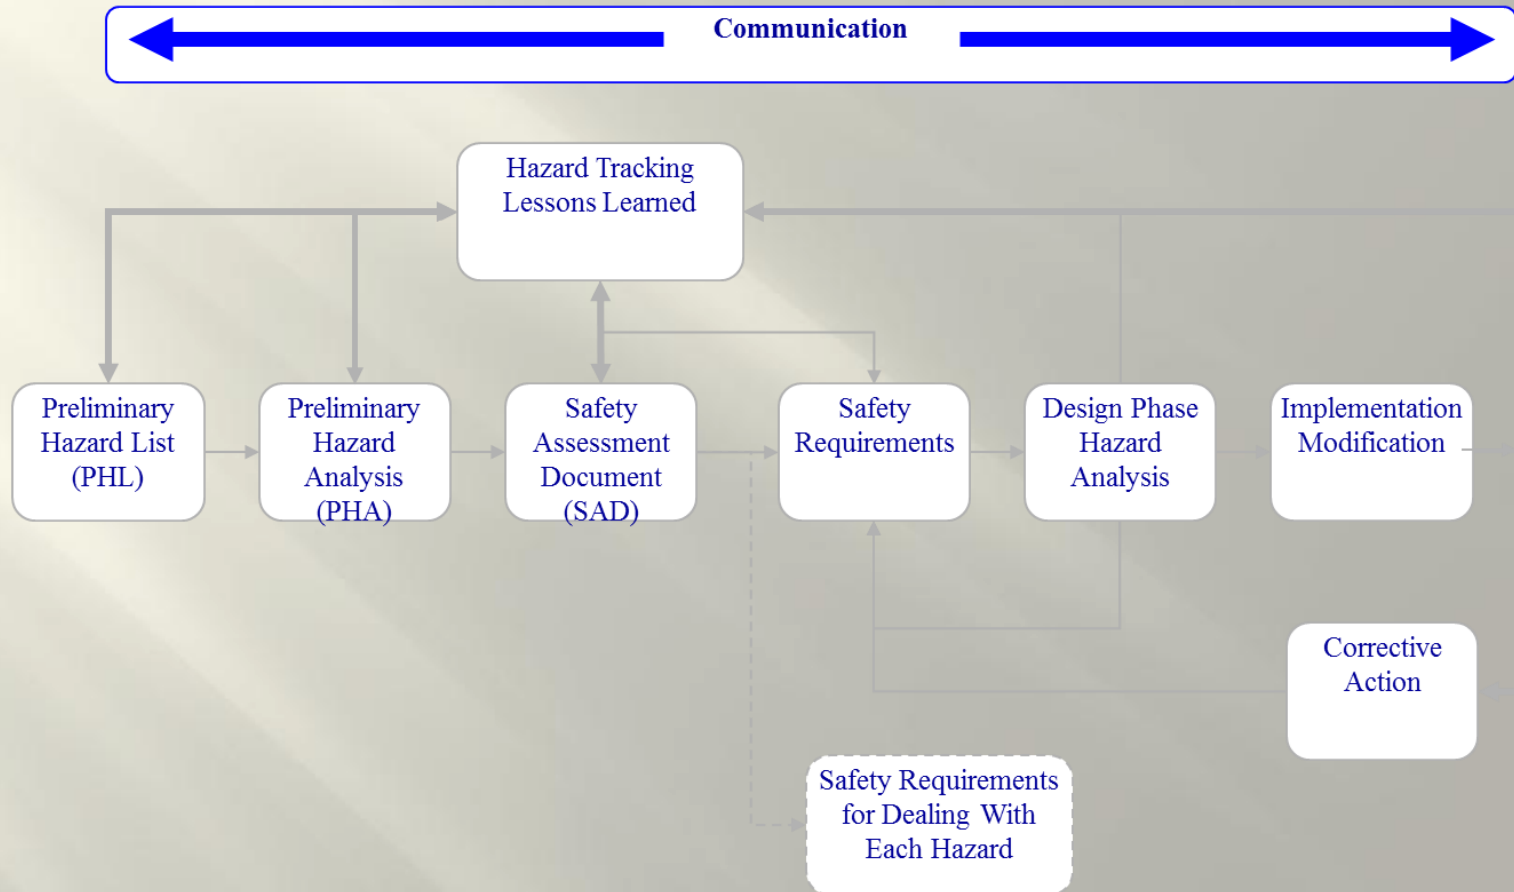 Communication
Hazard Tracking
Lessons Learned
Preliminary
Hazard List
(PHL)
Preliminary
Hazard
Analysis
(PHA)
Safety
Assessment
Document
(SAD)
Safety
Requirements
Design Phase
Hazard
Analysis
Implementation
Modification
Corrective
Action
Safety Requirements
for Dealing With
Each Hazard